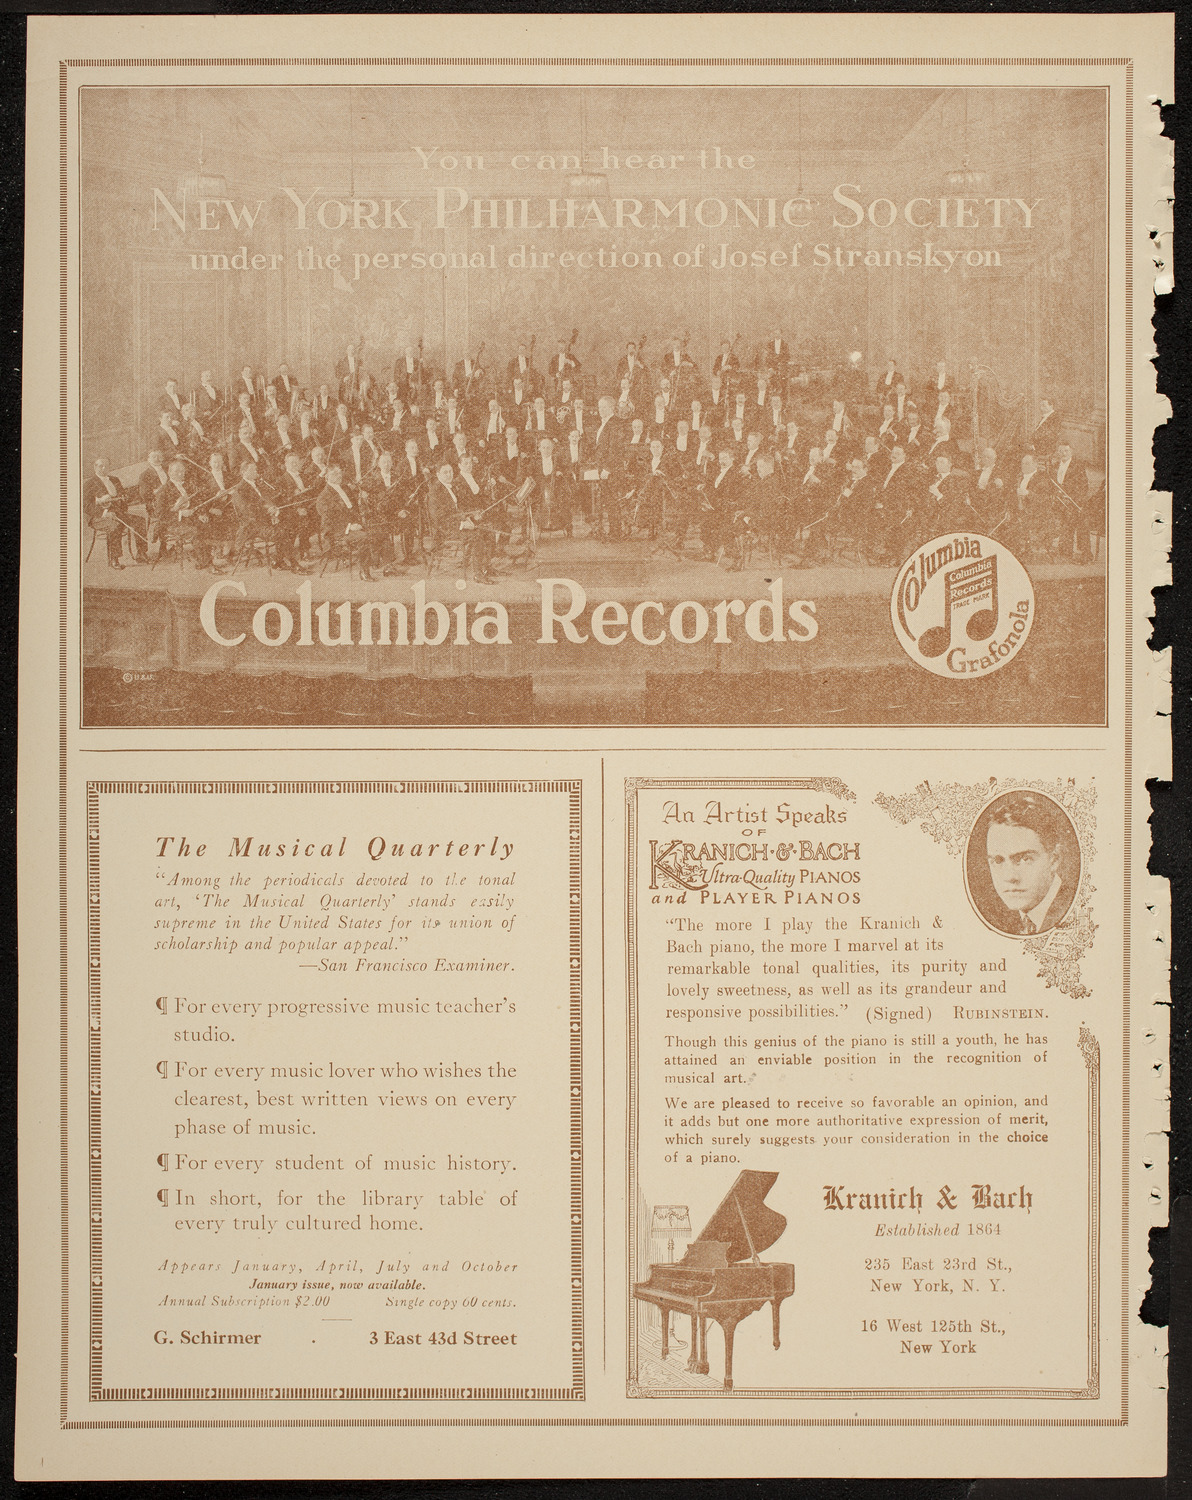 You can hear the
NEW YORK PHILHARMONIC SOCIETY
under the personal direction of Josef Stransky on
Columbia Records
Columbia
Columbia
Records
TRADE MARK
Grafonola
The Musical Quarterly
“Among the periodicals devoted to the tonal
art, ‘The Musical Quarterly’ stands easily
supreme in the United States for its union of
scholarship and popular appeal.”
—San Francisco Examiner.
¶ For every progressive music teacher’s
studio.
¶ For every music lover who wishes the
clearest, best written views on every
phase of music.
¶ For every student of music history.
¶ In short, for the library table of
every truly cultured home.
Appears January, April, July and October
January issue, now available.
Annual Subscription $2.00 Single copy 60 cents.
G. Schirmer . 3 East 43d Street
An Artist Speaks
OF
KRANICH·&·BACH
Ultra-Quality PIANOS
and PLAYER PIANOS
“The more I play the Kranich &
Bach piano, the more I marvel at its
remarkable tonal qualities, its purity and
lovely sweetness, as well as its grandeur and
responsive possibilities.” (Signed) RUBINSTEIN.
Though this genius of the piano is still a youth, he has
attained an enviable position in the recognition of
musical art.
We are pleased to receive so favorable an opinion, and
it adds but one more authoritative expression of merit,
which surely suggests your consideration in the choice
of a piano.
Kranich & Bach
Established 1864
235 East 23rd St.,
New York, N. Y.
16 West 125th St.,
New York